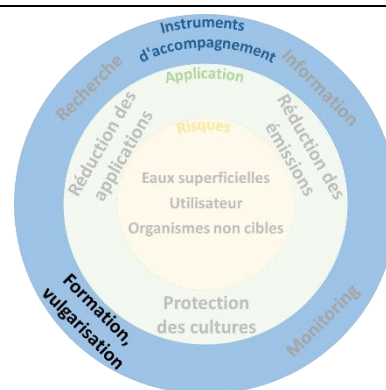 Instruments
d'accompagnement
Recherche
Information
Application
Réduction des
applications
Réduction des
émissions
Risques
Eaux superficielles
Utilisateur
Organismes non cibles
Protection
des cultures
Formation,
vulgarisation
Monitoring